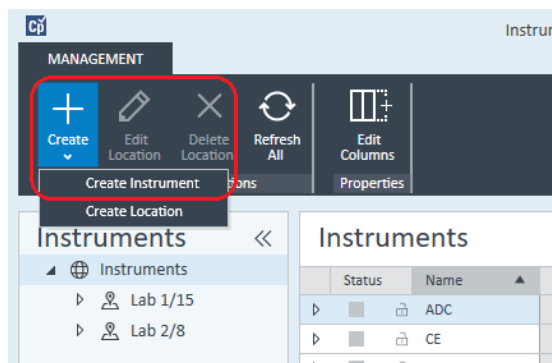 Cp
Instru
MANAGEMENT
Create
Edit Location
Delete Location
Refresh All
Edit Columns
Create Instrument
ons
Properties
Create Location
Instruments
Instruments
Instruments
Status
Name
Lab 1/15
ADC
Lab 2/8
CE